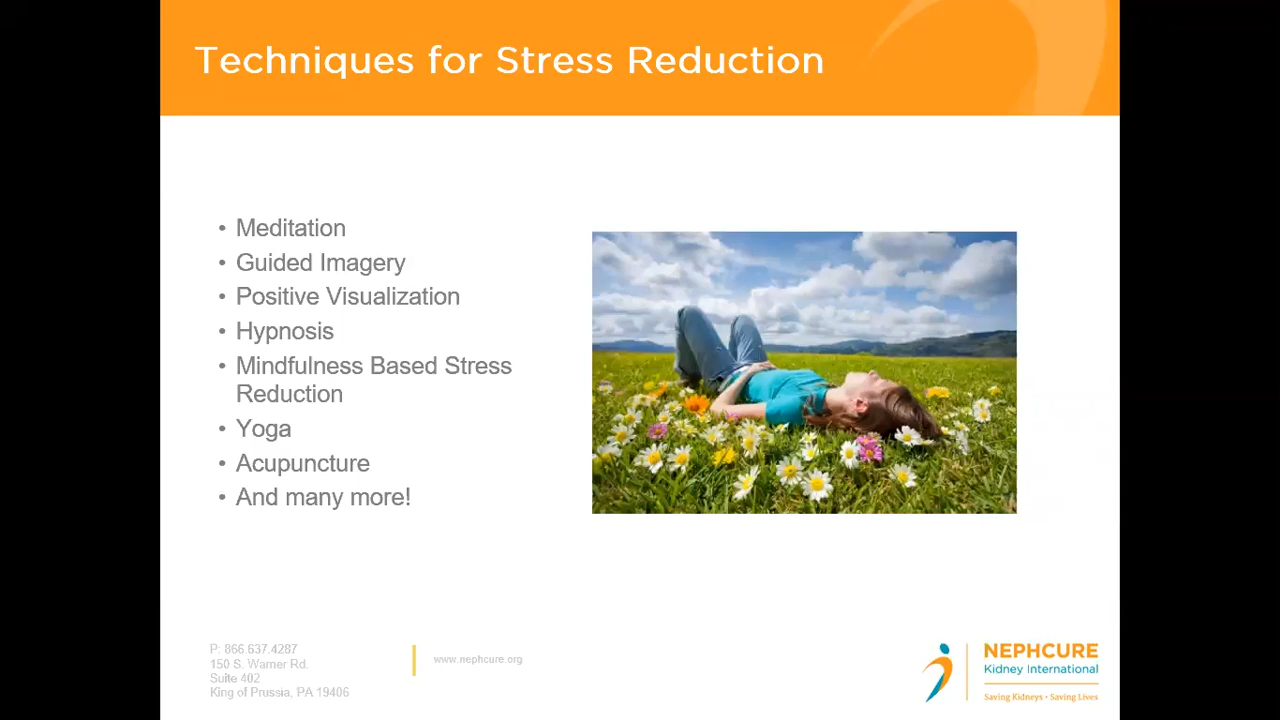 Techniques for Stress Reduction
• Meditation
• Guided Imagery
• Positive Visualization
• Hypnosis
• Mindfulness Based Stress
Reduction
• Yoga
• Acupuncture
• And many more!
P: 866.637.4287
150 S. Warner Rd.
Suite 402
King of Prussia, PA 19406
www.nephcure.org
NEPHCURE
Kidney International
Saving Kidneys - Saving Lives